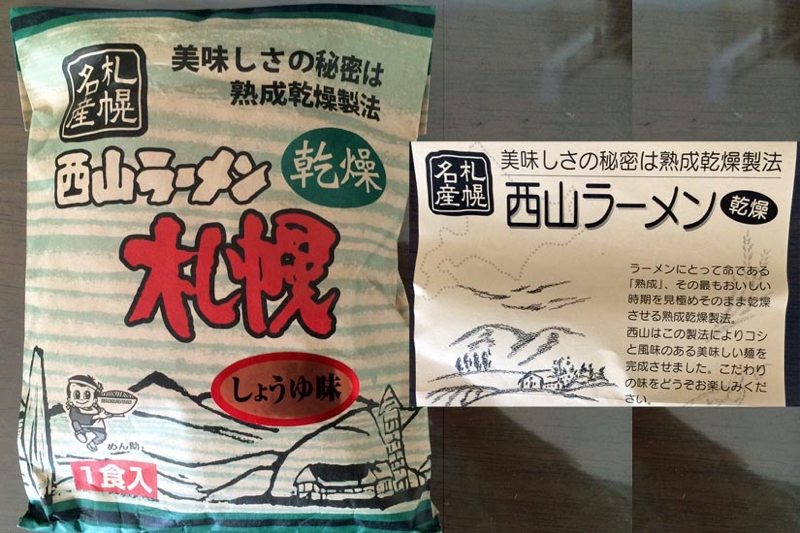 札幌
名産
美味しさの秘密は
熟成乾燥製法
西山ラーメン
乾燥
札幌
しょうゆ味
めん助
1食入
札幌
名産
美味しさの秘密は熟成乾燥製法
西山ラーメン
乾燥
ラーメンにとって命である
「熟成」、その最もおいしい
時期を見極めそのまま乾燥
させる熟成乾燥製法。
西山はこの製法によりコシ
と風味のある美味しい麺を
完成させました。こだわり
の味をどうぞお楽しみくだ
さい。